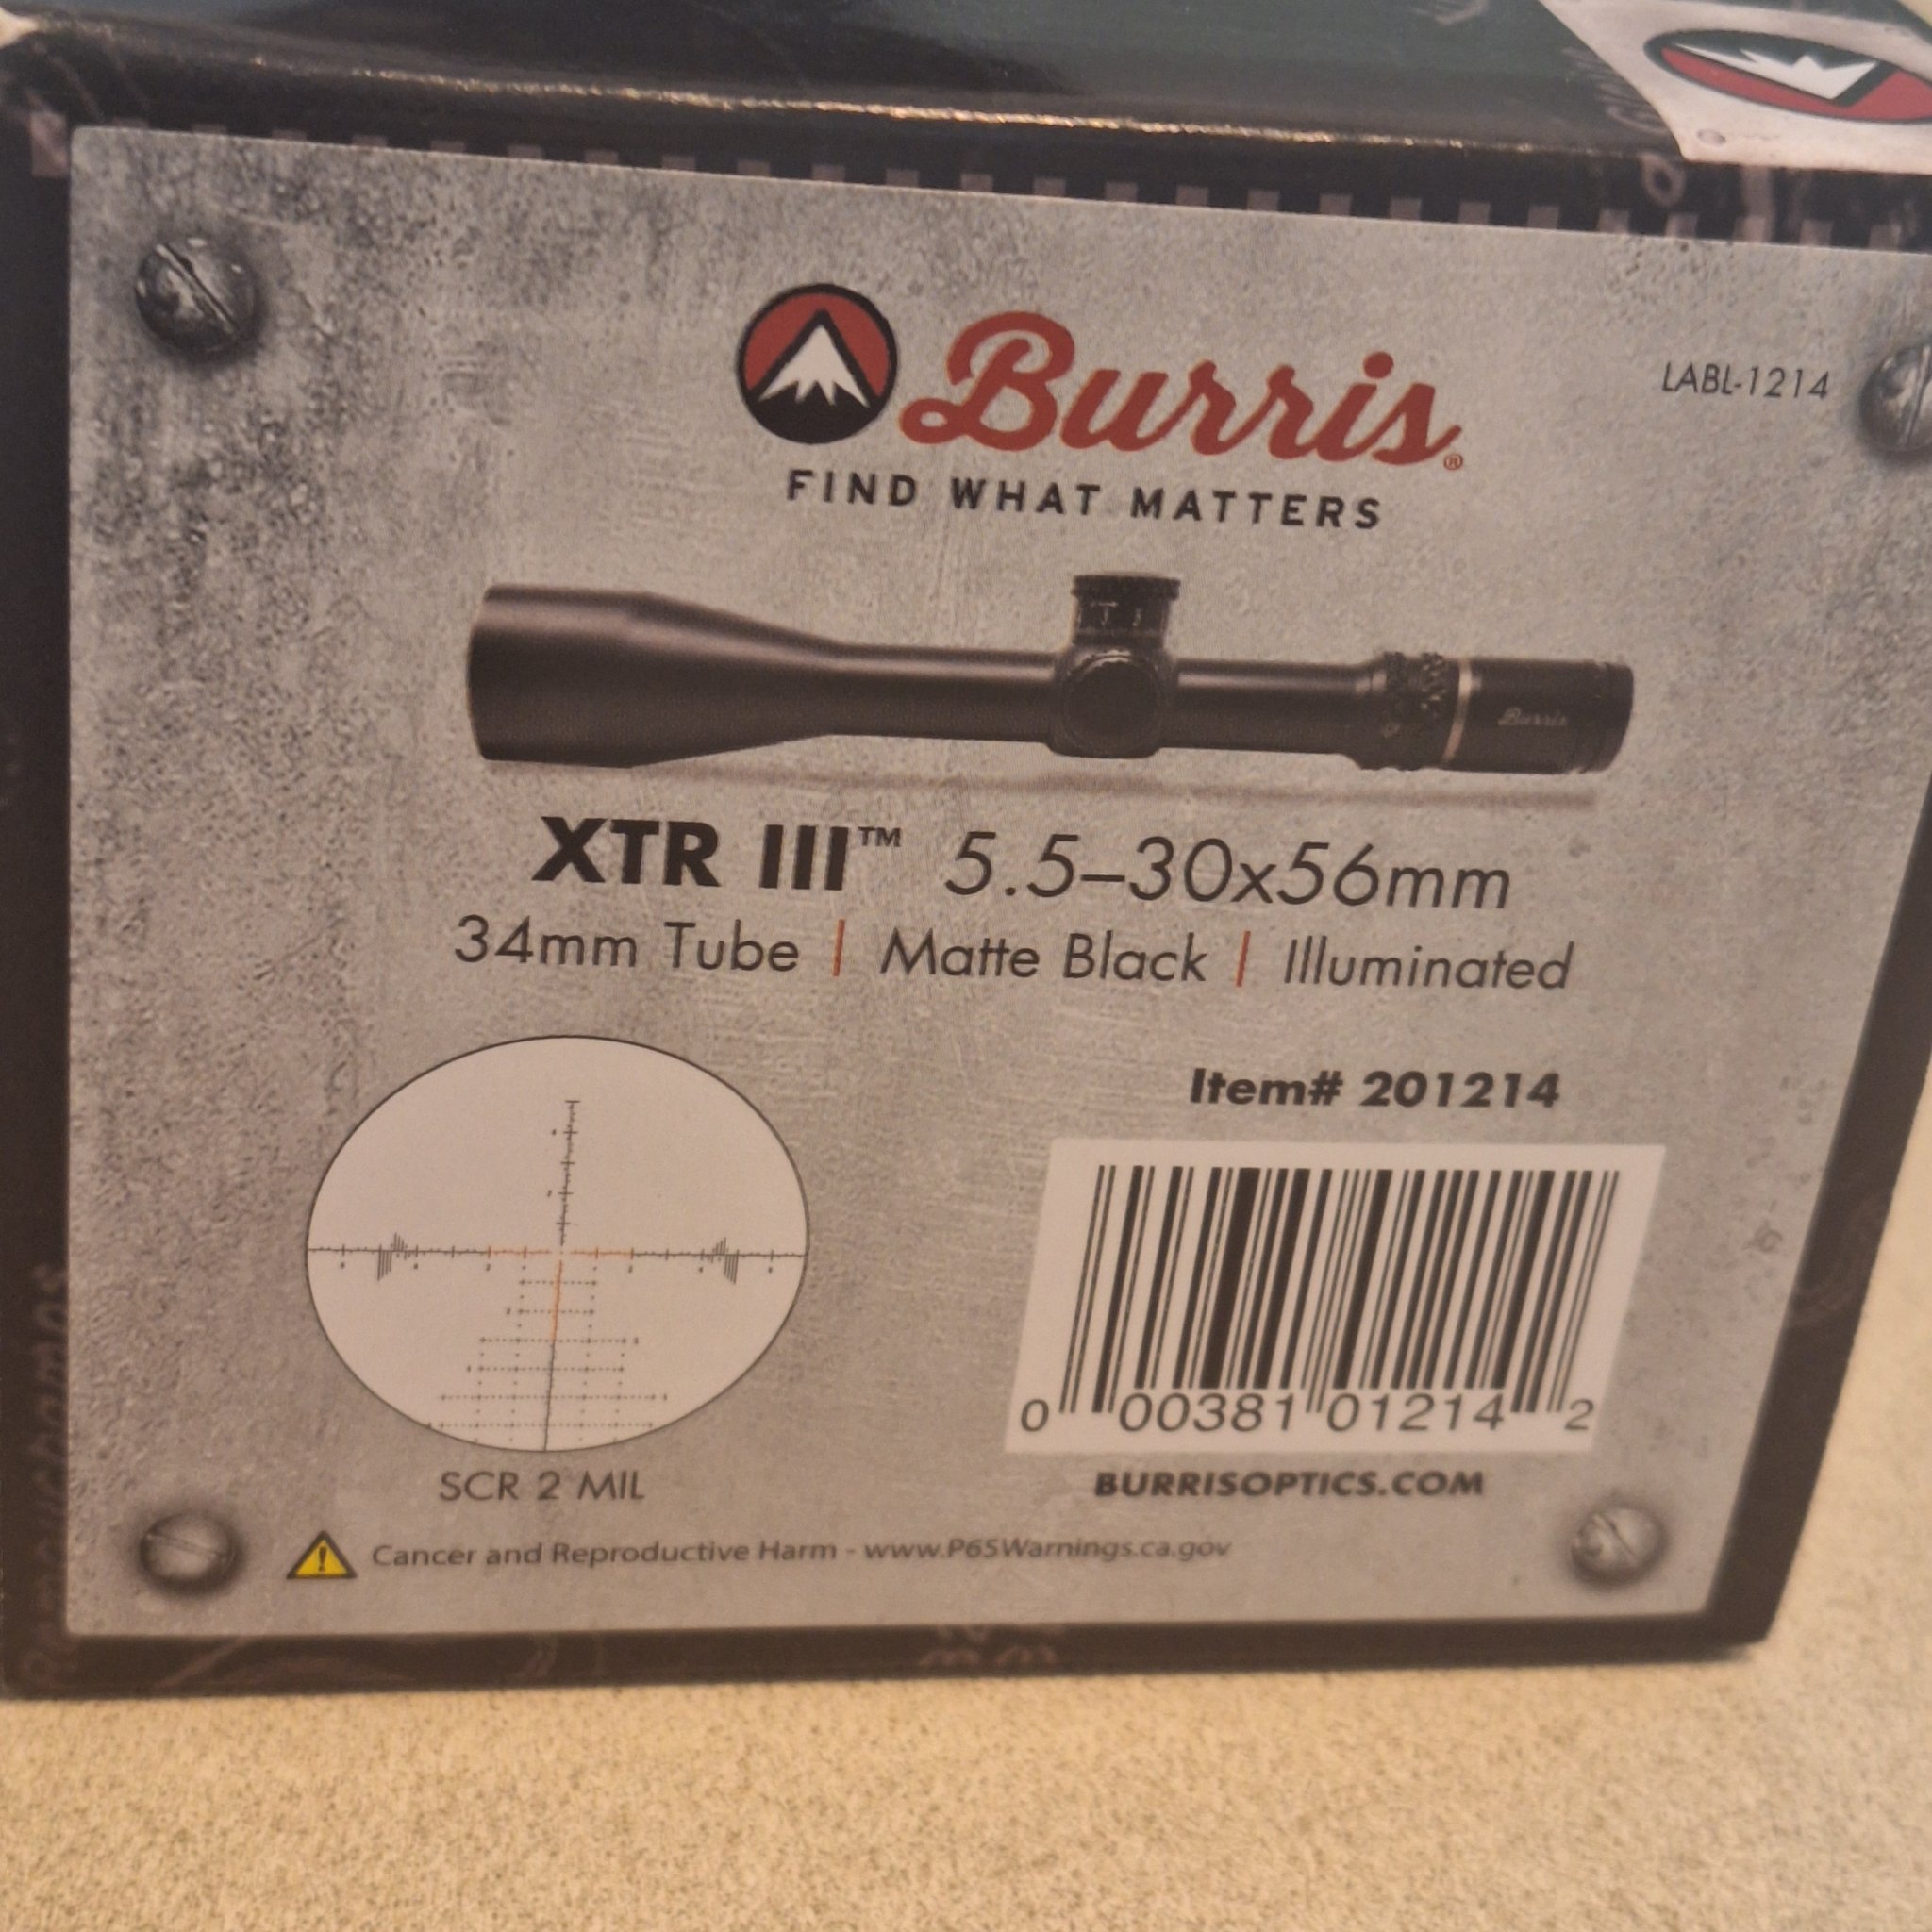 Burris®
LABL-1214
FIND WHAT MATTERS
Burris
XTR III™ 5.5–30x56mm
34mm Tube | Matte Black | Illuminated
Item# 201214
0 00381 01214 2
SCR 2 MIL
BURRISOPTICS.COM
Cancer and Reproductive Harm - www.P65Warnings.ca.gov